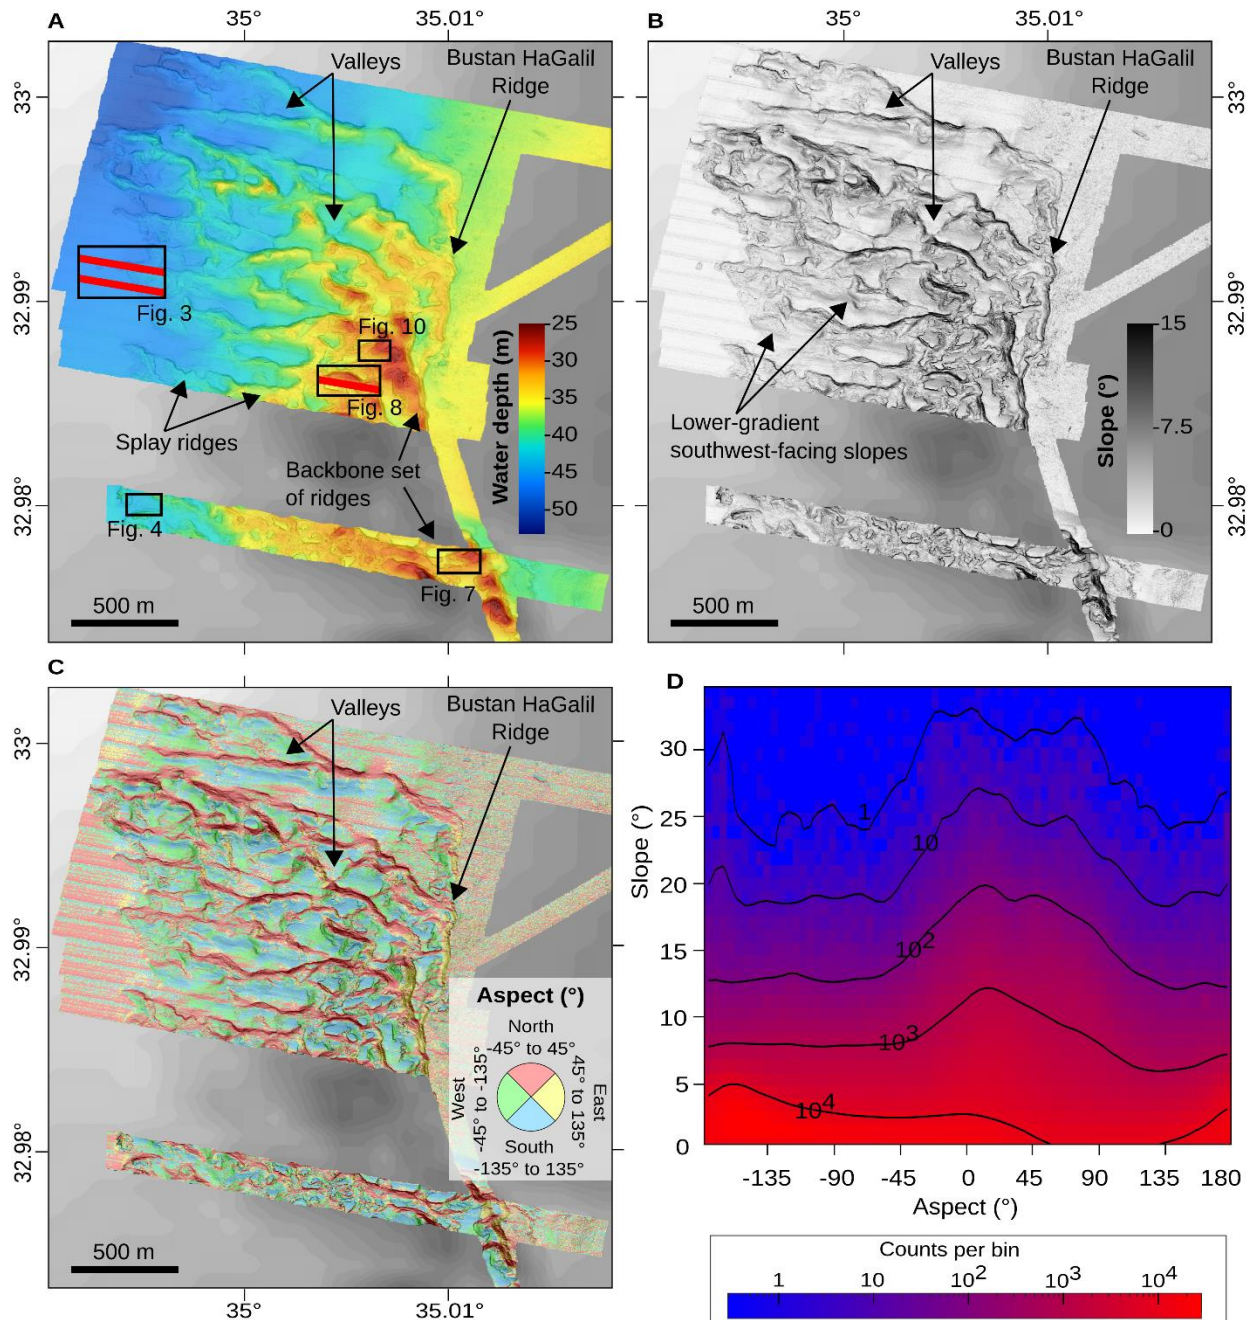 35°
35.01°
35°
35.01°
A
B
Valleys
Bustan HaGalil
Ridge
Valleys
Bustan HaGalil
Ridge
33°
33°
32.99°
32.99°
Fig. 3
Fig. 10
Fig. 8
Splay ridges
Backbone set
of ridges
Water depth (m)
-25
-30
-35
-40
-45
-50
Lower-gradient
southwest-facing slopes
Slope (°)
-15
-7.5
-0
32.98°
32.98°
Fig. 4
Fig. 7
500 m
500 m
C
D
Valleys
Bustan HaGalil
Ridge
33°
32.99°
32.98°
Aspect (°)
North
-45° to 45°
West
-45° to -135°
45° to 135°
East
South
-135° to 135°
500 m
35°
35.01°
Slope (°)
30
25
20
15
10
5
0
1
10
10²
10³
10⁴
-135
-90
-45
0
45
90
135
180
Aspect (°)
Counts per bin
1
10
10²
10³
10⁴